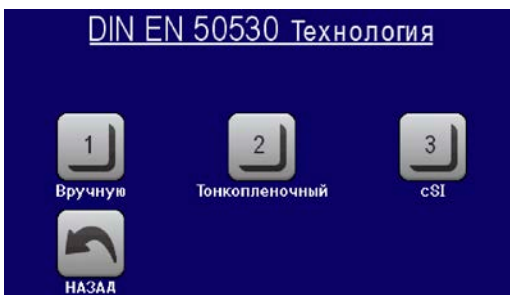 DIN EN 50530 Технология
1 2 3
Вручную Тонкопленочный cSI
НАЗАД